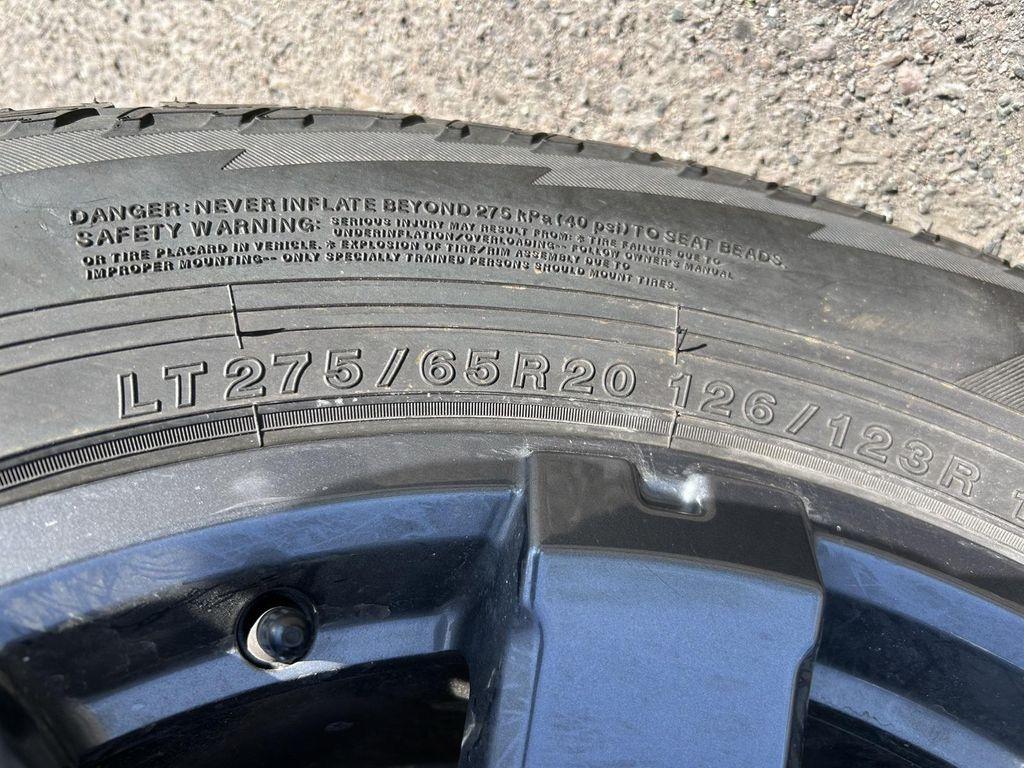 DANGER: NEVER INFLATE BEYOND 275 kPa (40 psi) TO SEAT BEADS.
SAFETY WARNING: SERIOUS INJURY MAY RESULT FROM: * TIRE FAILURE DUE TO
UNDERINFLATION/OVERLOADING-- FOLLOW OWNER'S MANUAL
OR TIRE PLACARD IN VEHICLE. * EXPLOSION OF TIRE/RIM ASSEMBLY DUE TO
IMPROPER MOUNTING-- ONLY SPECIALLY TRAINED PERSONS SHOULD MOUNT TIRES.
LT275/65R20 126/123R